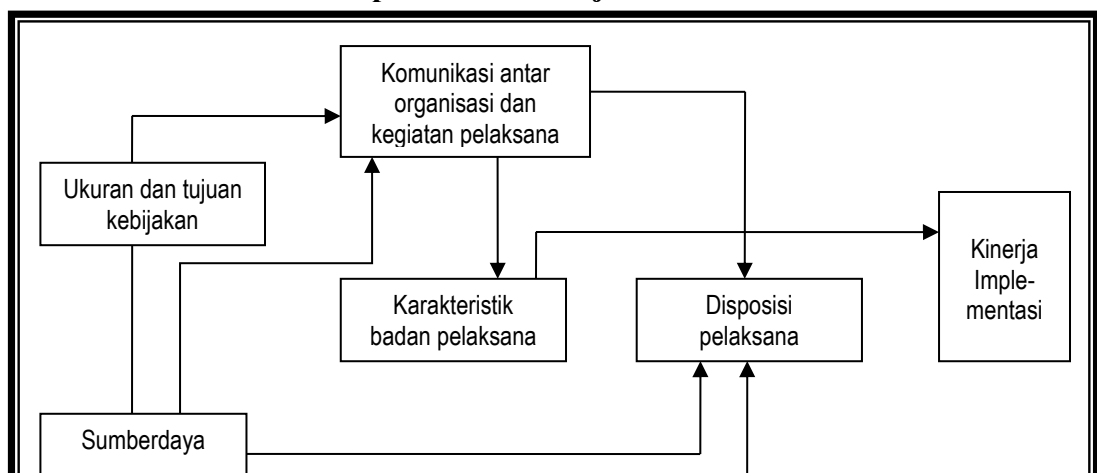 Komunikasi antar
organisasi dan
kegiatan pelaksana
Ukuran dan tujuan
kebijakan
Kinerja
Imple-
mentasi
Karakteristik
badan pelaksana
Disposisi
pelaksana
Sumberdaya